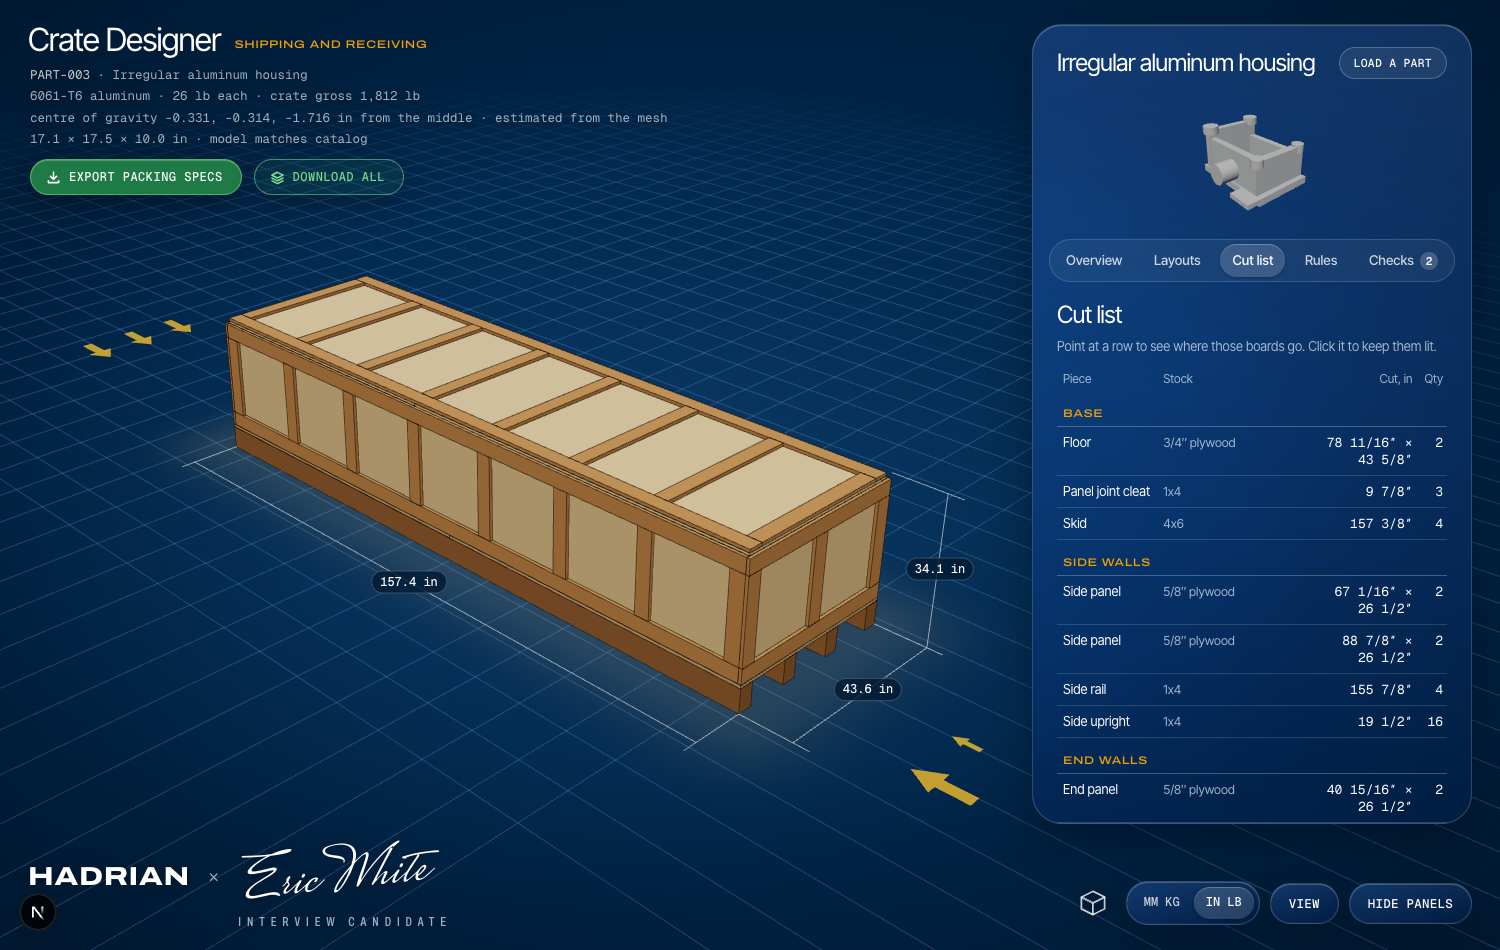 Crate Designer SHIPPING AND RECEIVING
PART-003 · Irregular aluminum housing
6061-T6 aluminum · 26 lb each · crate gross 1,812 lb
centre of gravity -0.331, -0.314, -1.716 in from the middle · estimated from the mesh
17.1 × 17.5 × 10.0 in · model matches catalog
EXPORT PACKING SPECS DOWNLOAD ALL
157.4 in
34.1 in
43.6 in
Irregular aluminum housing LOAD A PART
Overview Layouts Cut list Rules Checks 2
Cut list
Point at a row to see where those boards go. Click it to keep them lit.
Piece Stock Cut, in Qty
BASE
Floor 3/4″ plywood 78 11/16″ × 2
43 5/8″
Panel joint cleat 1x4 9 7/8″ 3
Skid 4x6 157 3/8″ 4
SIDE WALLS
Side panel 5/8″ plywood 67 1/16″ × 2
26 1/2″
Side panel 5/8″ plywood 88 7/8″ × 2
26 1/2″
Side rail 1x4 155 7/8″ 4
Side upright 1x4 19 1/2″ 16
END WALLS
End panel 5/8″ plywood 40 15/16″ × 2
26 1/2″
HADRIAN × Eric White
INTERVIEW CANDIDATE
N
MM KG IN LB VIEW HIDE PANELS